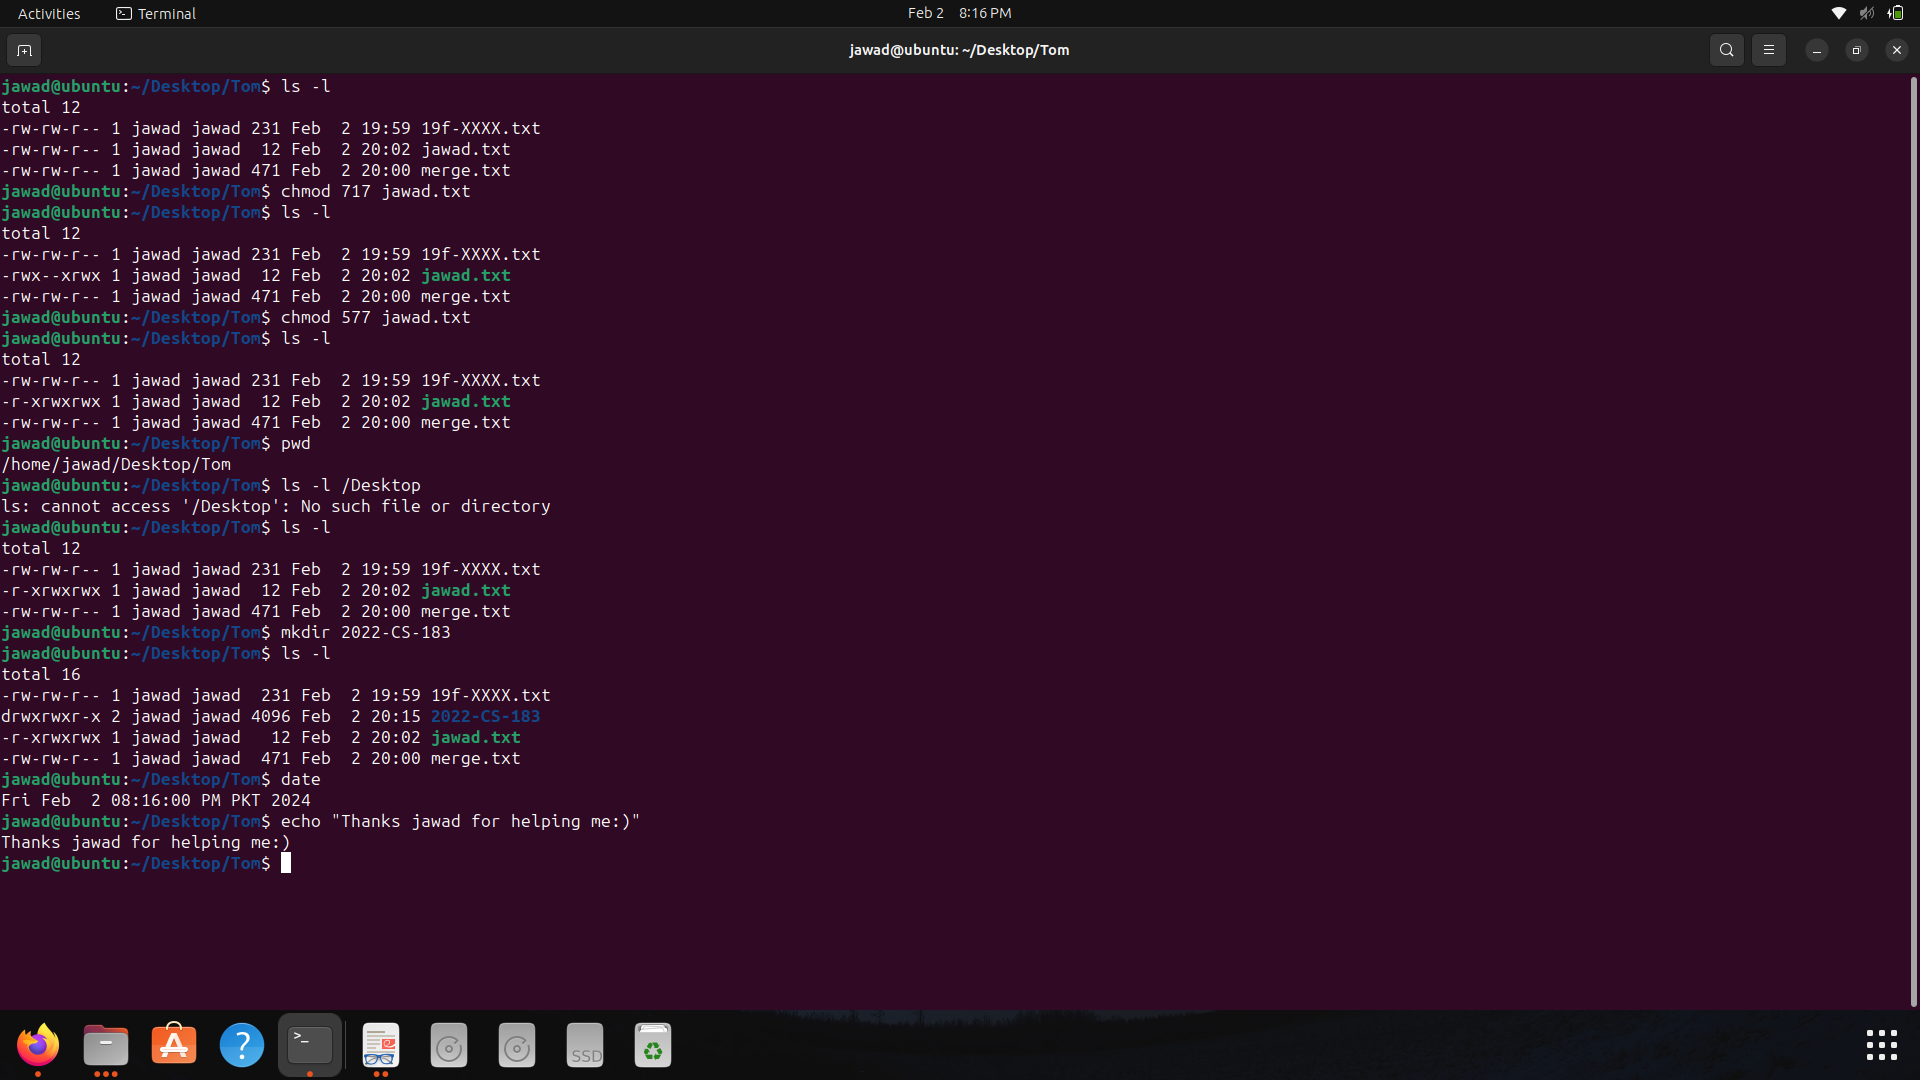 Activities Terminal Feb 2 8:16 PM
jawad@ubuntu: ~/Desktop/Tom
jawad@ubuntu:~/Desktop/Tom$ ls -l
total 12
-rw-rw-r-- 1 jawad jawad 231 Feb  2 19:59 19f-XXXX.txt
-rw-rw-r-- 1 jawad jawad  12 Feb  2 20:02 jawad.txt
-rw-rw-r-- 1 jawad jawad 471 Feb  2 20:00 merge.txt
jawad@ubuntu:~/Desktop/Tom$ chmod 717 jawad.txt
jawad@ubuntu:~/Desktop/Tom$ ls -l
total 12
-rw-rw-r-- 1 jawad jawad 231 Feb  2 19:59 19f-XXXX.txt
-rwx--xrwx 1 jawad jawad  12 Feb  2 20:02 jawad.txt
-rw-rw-r-- 1 jawad jawad 471 Feb  2 20:00 merge.txt
jawad@ubuntu:~/Desktop/Tom$ chmod 577 jawad.txt
jawad@ubuntu:~/Desktop/Tom$ ls -l
total 12
-rw-rw-r-- 1 jawad jawad 231 Feb  2 19:59 19f-XXXX.txt
-r-xrwxrwx 1 jawad jawad  12 Feb  2 20:02 jawad.txt
-rw-rw-r-- 1 jawad jawad 471 Feb  2 20:00 merge.txt
jawad@ubuntu:~/Desktop/Tom$ pwd
/home/jawad/Desktop/Tom
jawad@ubuntu:~/Desktop/Tom$ ls -l /Desktop
ls: cannot access '/Desktop': No such file or directory
jawad@ubuntu:~/Desktop/Tom$ ls -l
total 12
-rw-rw-r-- 1 jawad jawad 231 Feb  2 19:59 19f-XXXX.txt
-r-xrwxrwx 1 jawad jawad  12 Feb  2 20:02 jawad.txt
-rw-rw-r-- 1 jawad jawad 471 Feb  2 20:00 merge.txt
jawad@ubuntu:~/Desktop/Tom$ mkdir 2022-CS-183
jawad@ubuntu:~/Desktop/Tom$ ls -l
total 16
-rw-rw-r-- 1 jawad jawad  231 Feb  2 19:59 19f-XXXX.txt
drwxrwxr-x 2 jawad jawad 4096 Feb  2 20:15 2022-CS-183
-r-xrwxrwx 1 jawad jawad   12 Feb  2 20:02 jawad.txt
-rw-rw-r-- 1 jawad jawad  471 Feb  2 20:00 merge.txt
jawad@ubuntu:~/Desktop/Tom$ date
Fri Feb  2 08:16:00 PM PKT 2024
jawad@ubuntu:~/Desktop/Tom$ echo "Thanks jawad for helping me:)"
Thanks jawad for helping me:)
jawad@ubuntu:~/Desktop/Tom$
SSD